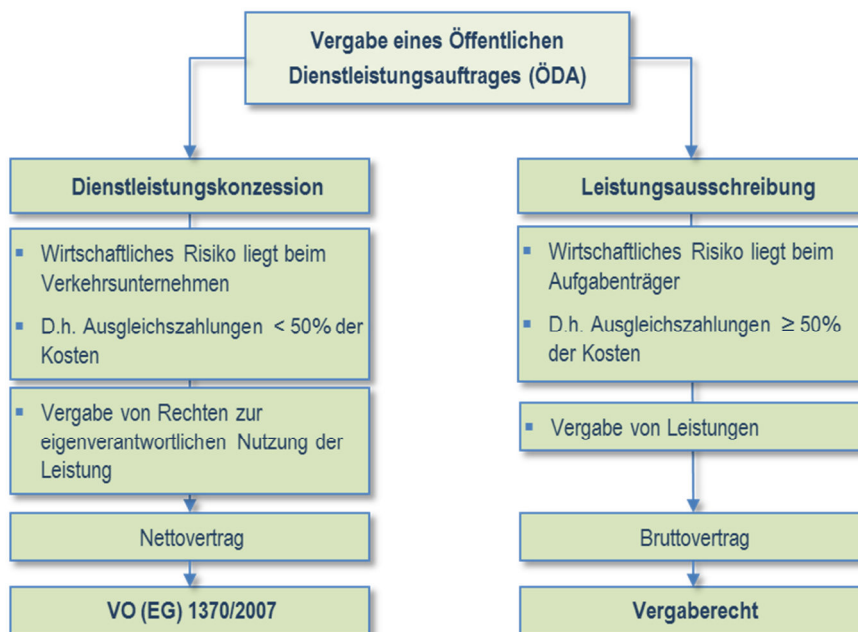 Vergabe eines Öffentlichen
Dienstleistungsauftrages (ÖDA)
Dienstleistungskonzession
▪ Wirtschaftliches Risiko liegt beim
Verkehrsunternehmen
▪ D.h. Ausgleichszahlungen < 50% der
Kosten
▪ Vergabe von Rechten zur
eigenverantwortlichen Nutzung der
Leistung
Nettovertrag
VO (EG) 1370/2007
Leistungsausschreibung
▪ Wirtschaftliches Risiko liegt beim
Aufgabenträger
▪ D.h. Ausgleichszahlungen ≥ 50%
der Kosten
▪ Vergabe von Leistungen
Bruttovertrag
Vergaberecht